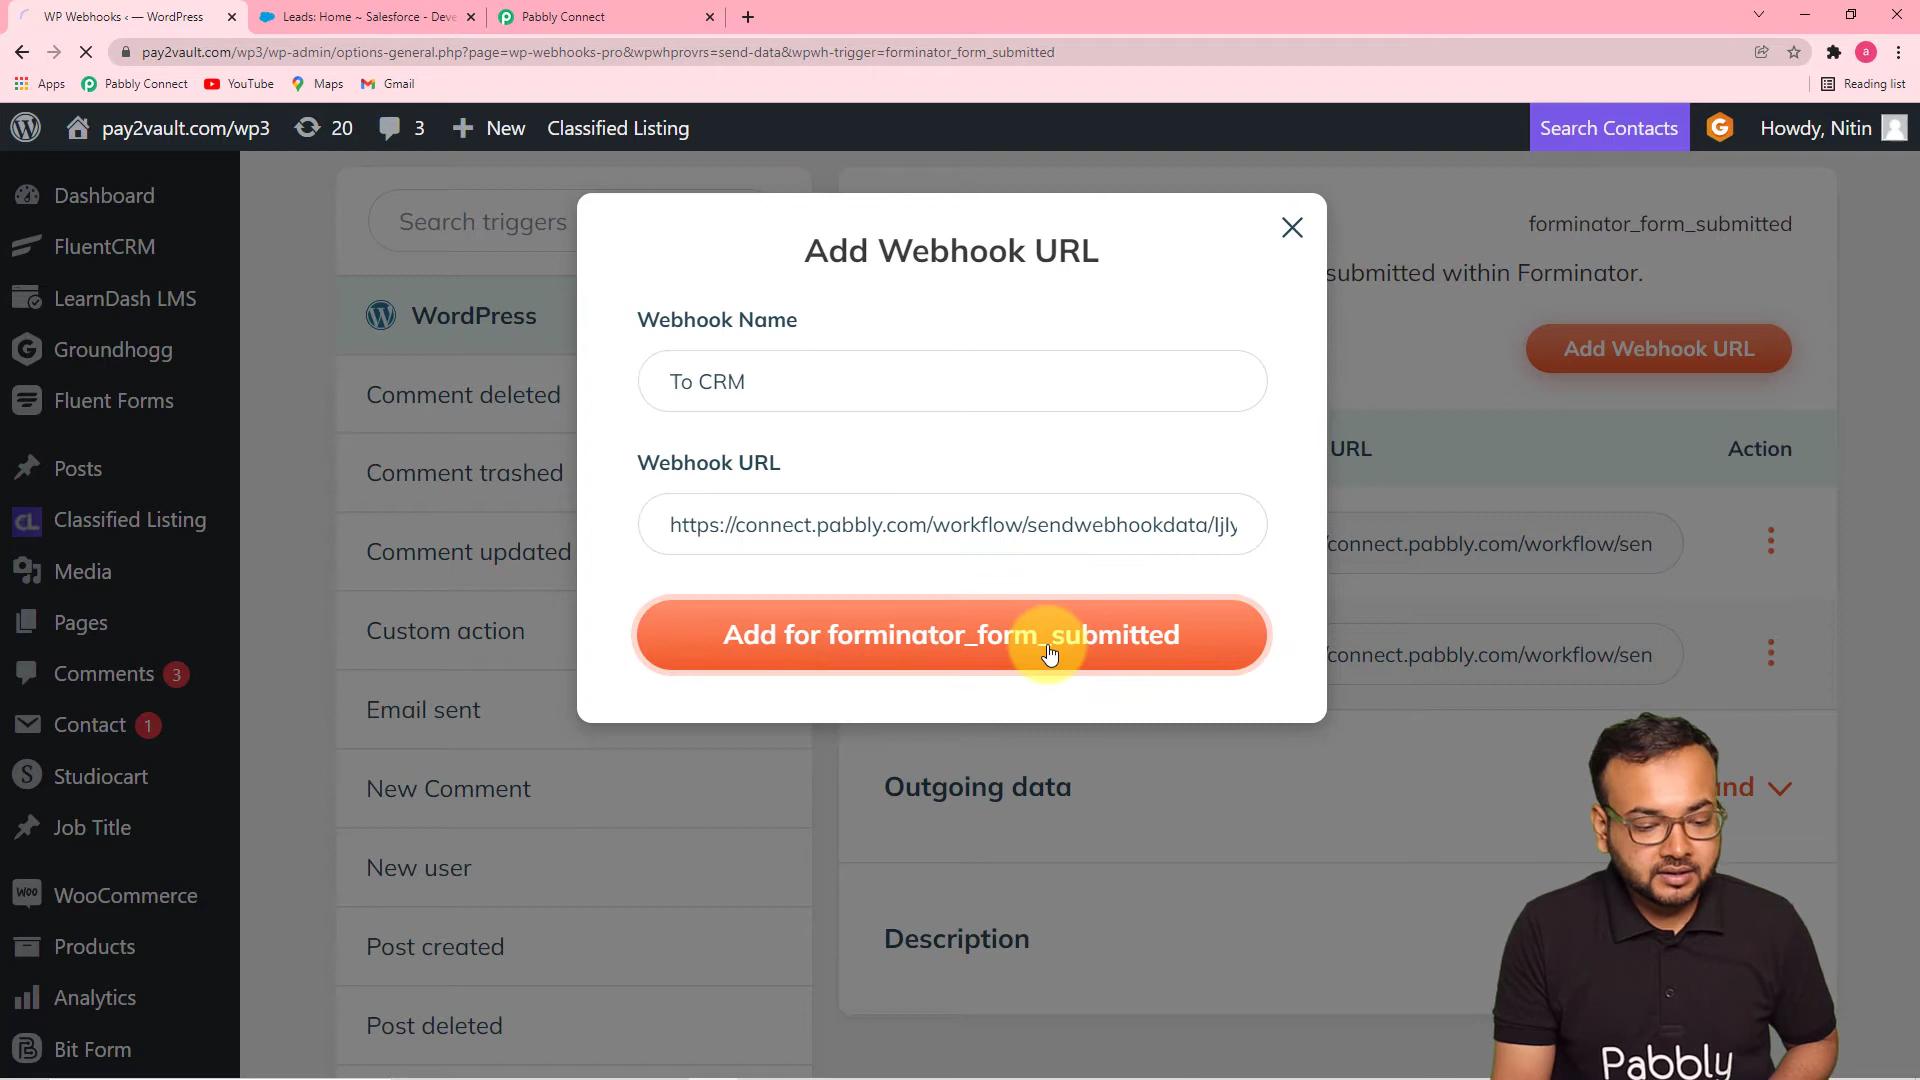 WP Webhooks ‹ — WordPress
Leads: Home ~ Salesforce - Deve
Pabbly Connect
pay2vault.com/wp3/wp-admin/options-general.php?page=wp-webhooks-pro&wpwhprovrs=send-data&wpwh-trigger=forminator_form_submitted
a
Apps
Pabbly Connect
YouTube
Maps
Gmail
Reading list
pay2vault.com/wp3
20
3
New
Classified Listing
Search Contacts
Howdy, Nitin
Dashboard
FluentCRM
LearnDash LMS
Groundhogg
Fluent Forms
Posts
Classified Listing
Media
Pages
Comments 3
Contact 1
Studiocart
Job Title
WooCommerce
Products
Analytics
Bit Form
Search triggers
WordPress
Comment deleted
Comment trashed
Comment updated
Custom action
Email sent
New Comment
New user
Post created
Post deleted
Add Webhook URL
Webhook Name
To CRM
Webhook URL
https://connect.pabbly.com/workflow/sendwebhookdata/IjIy
Add for forminator_form_submitted
forminator_form_submitted
submitted within Forminator.
Add Webhook URL
URL
Action
connect.pabbly.com/workflow/sen
connect.pabbly.com/workflow/sen
Outgoing data
Description
Pabbly